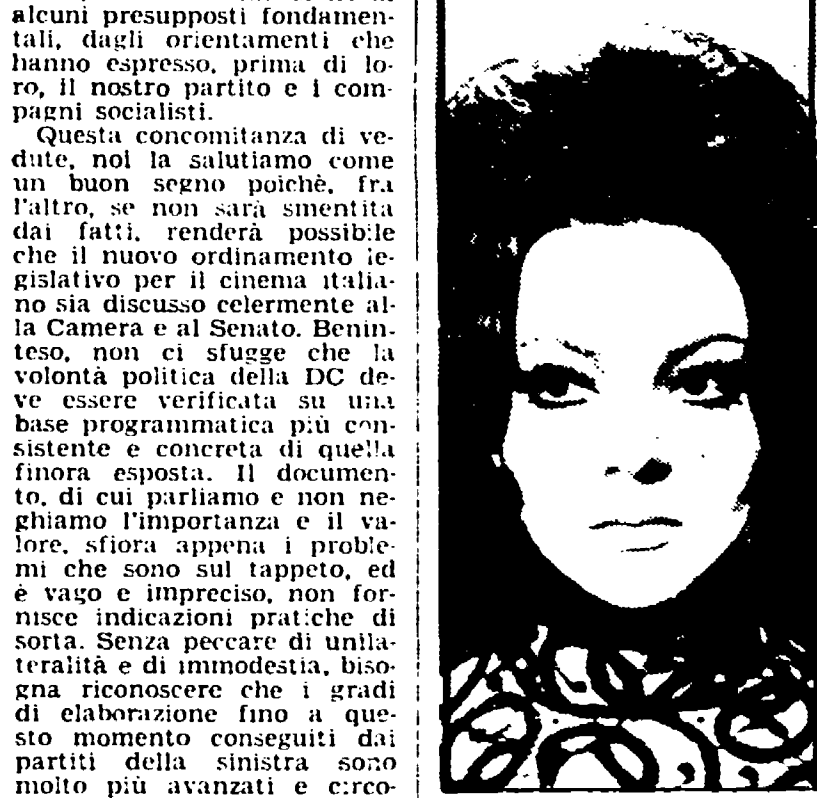 alcuni presupposti fondamen-
tali, dagli orientamenti che
hanno espresso, prima di lo-
ro, il nostro partito e i com-
pagni socialisti.
Questa concomitanza di ve-
dute, noi la salutiamo come
un buon segno poichè, fra
l'altro, se non sarà smentita
dai fatti, renderà possibile
che il nuovo ordinamento le-
gislativo per il cinema italia-
no sia discusso celermente al-
la Camera e al Senato. Benin-
teso, non ci sfugge che la
volontà politica della DC de-
ve essere verificata su una
base programmatica più con-
sistente e concreta di quella
finora esposta. Il documen-
to, di cui parliamo e non ne-
ghiamo l'importanza e il va-
lore, sfiora appena i proble-
mi che sono sul tappeto, ed
è vago e impreciso, non for-
nisce indicazioni pratiche di
sorta. Senza peccare di unila-
teralità e di immodestia, biso-
gna riconoscere che i gradi
di elaborazione fino a que-
sto momento conseguiti dai
partiti della sinistra sono
molto più avanzati e circo-